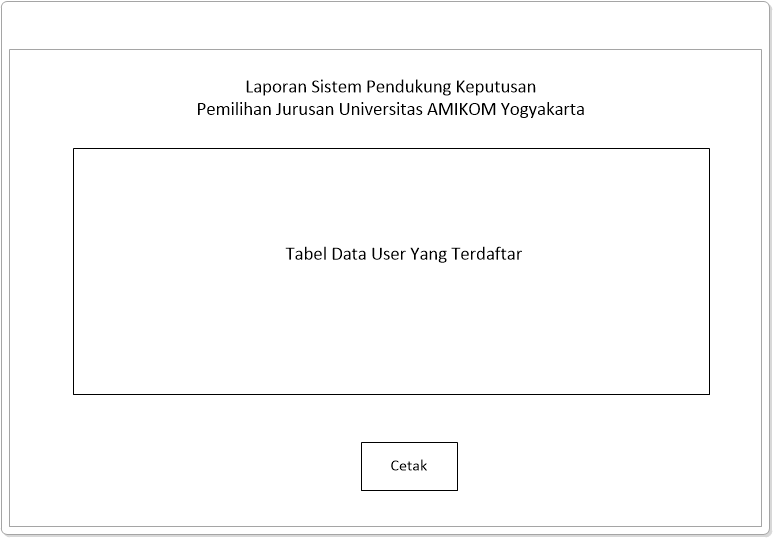 Laporan Sistem Pendukung Keputusan
Pemilihan Jurusan Universitas AMIKOM Yogyakarta
Tabel Data User Yang Terdaftar
Cetak